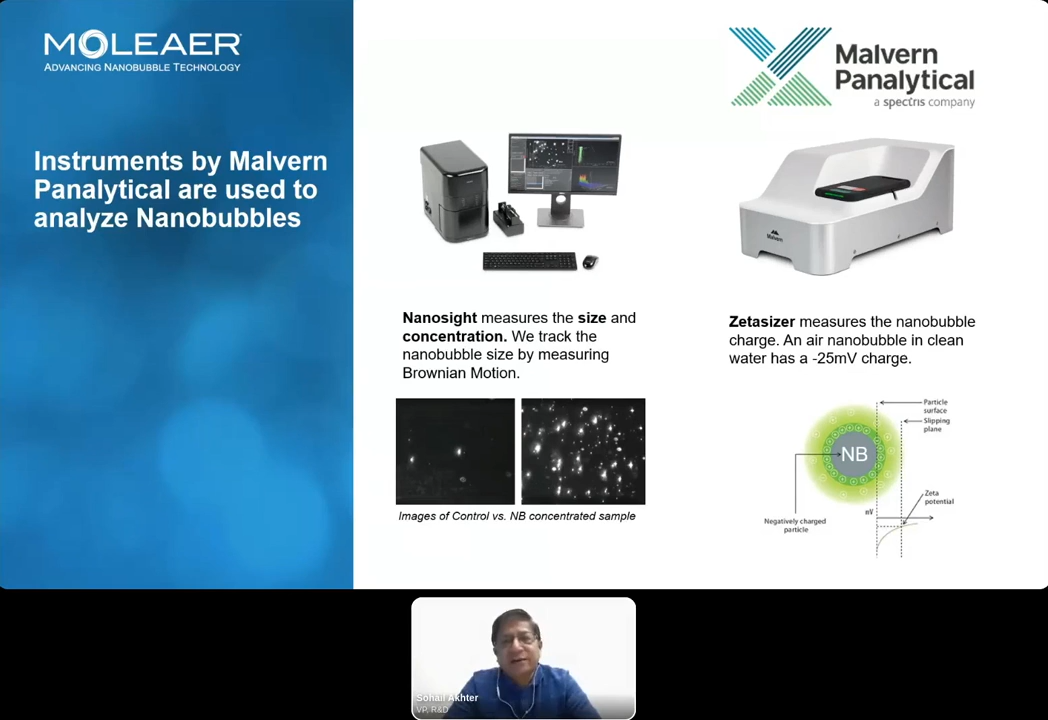 MOLEAER
ADVANCING NANOBUBBLE TECHNOLOGY
Instruments by Malvern
Panalytical are used to
analyze Nanobubbles
Malvern
Panalytical
a spectris company
Malvern
Nanosight measures the size and
concentration. We track the
nanobubble size by measuring
Brownian Motion.
Images of Control vs. NB concentrated sample
Zetasizer measures the nanobubble
charge. An air nanobubble in clean
water has a -25mV charge.
Particle
surface
Slipping
plane
NB
Zeta
potential
mV
Negatively charged
particle
Sohail Akhter
VP, R&D